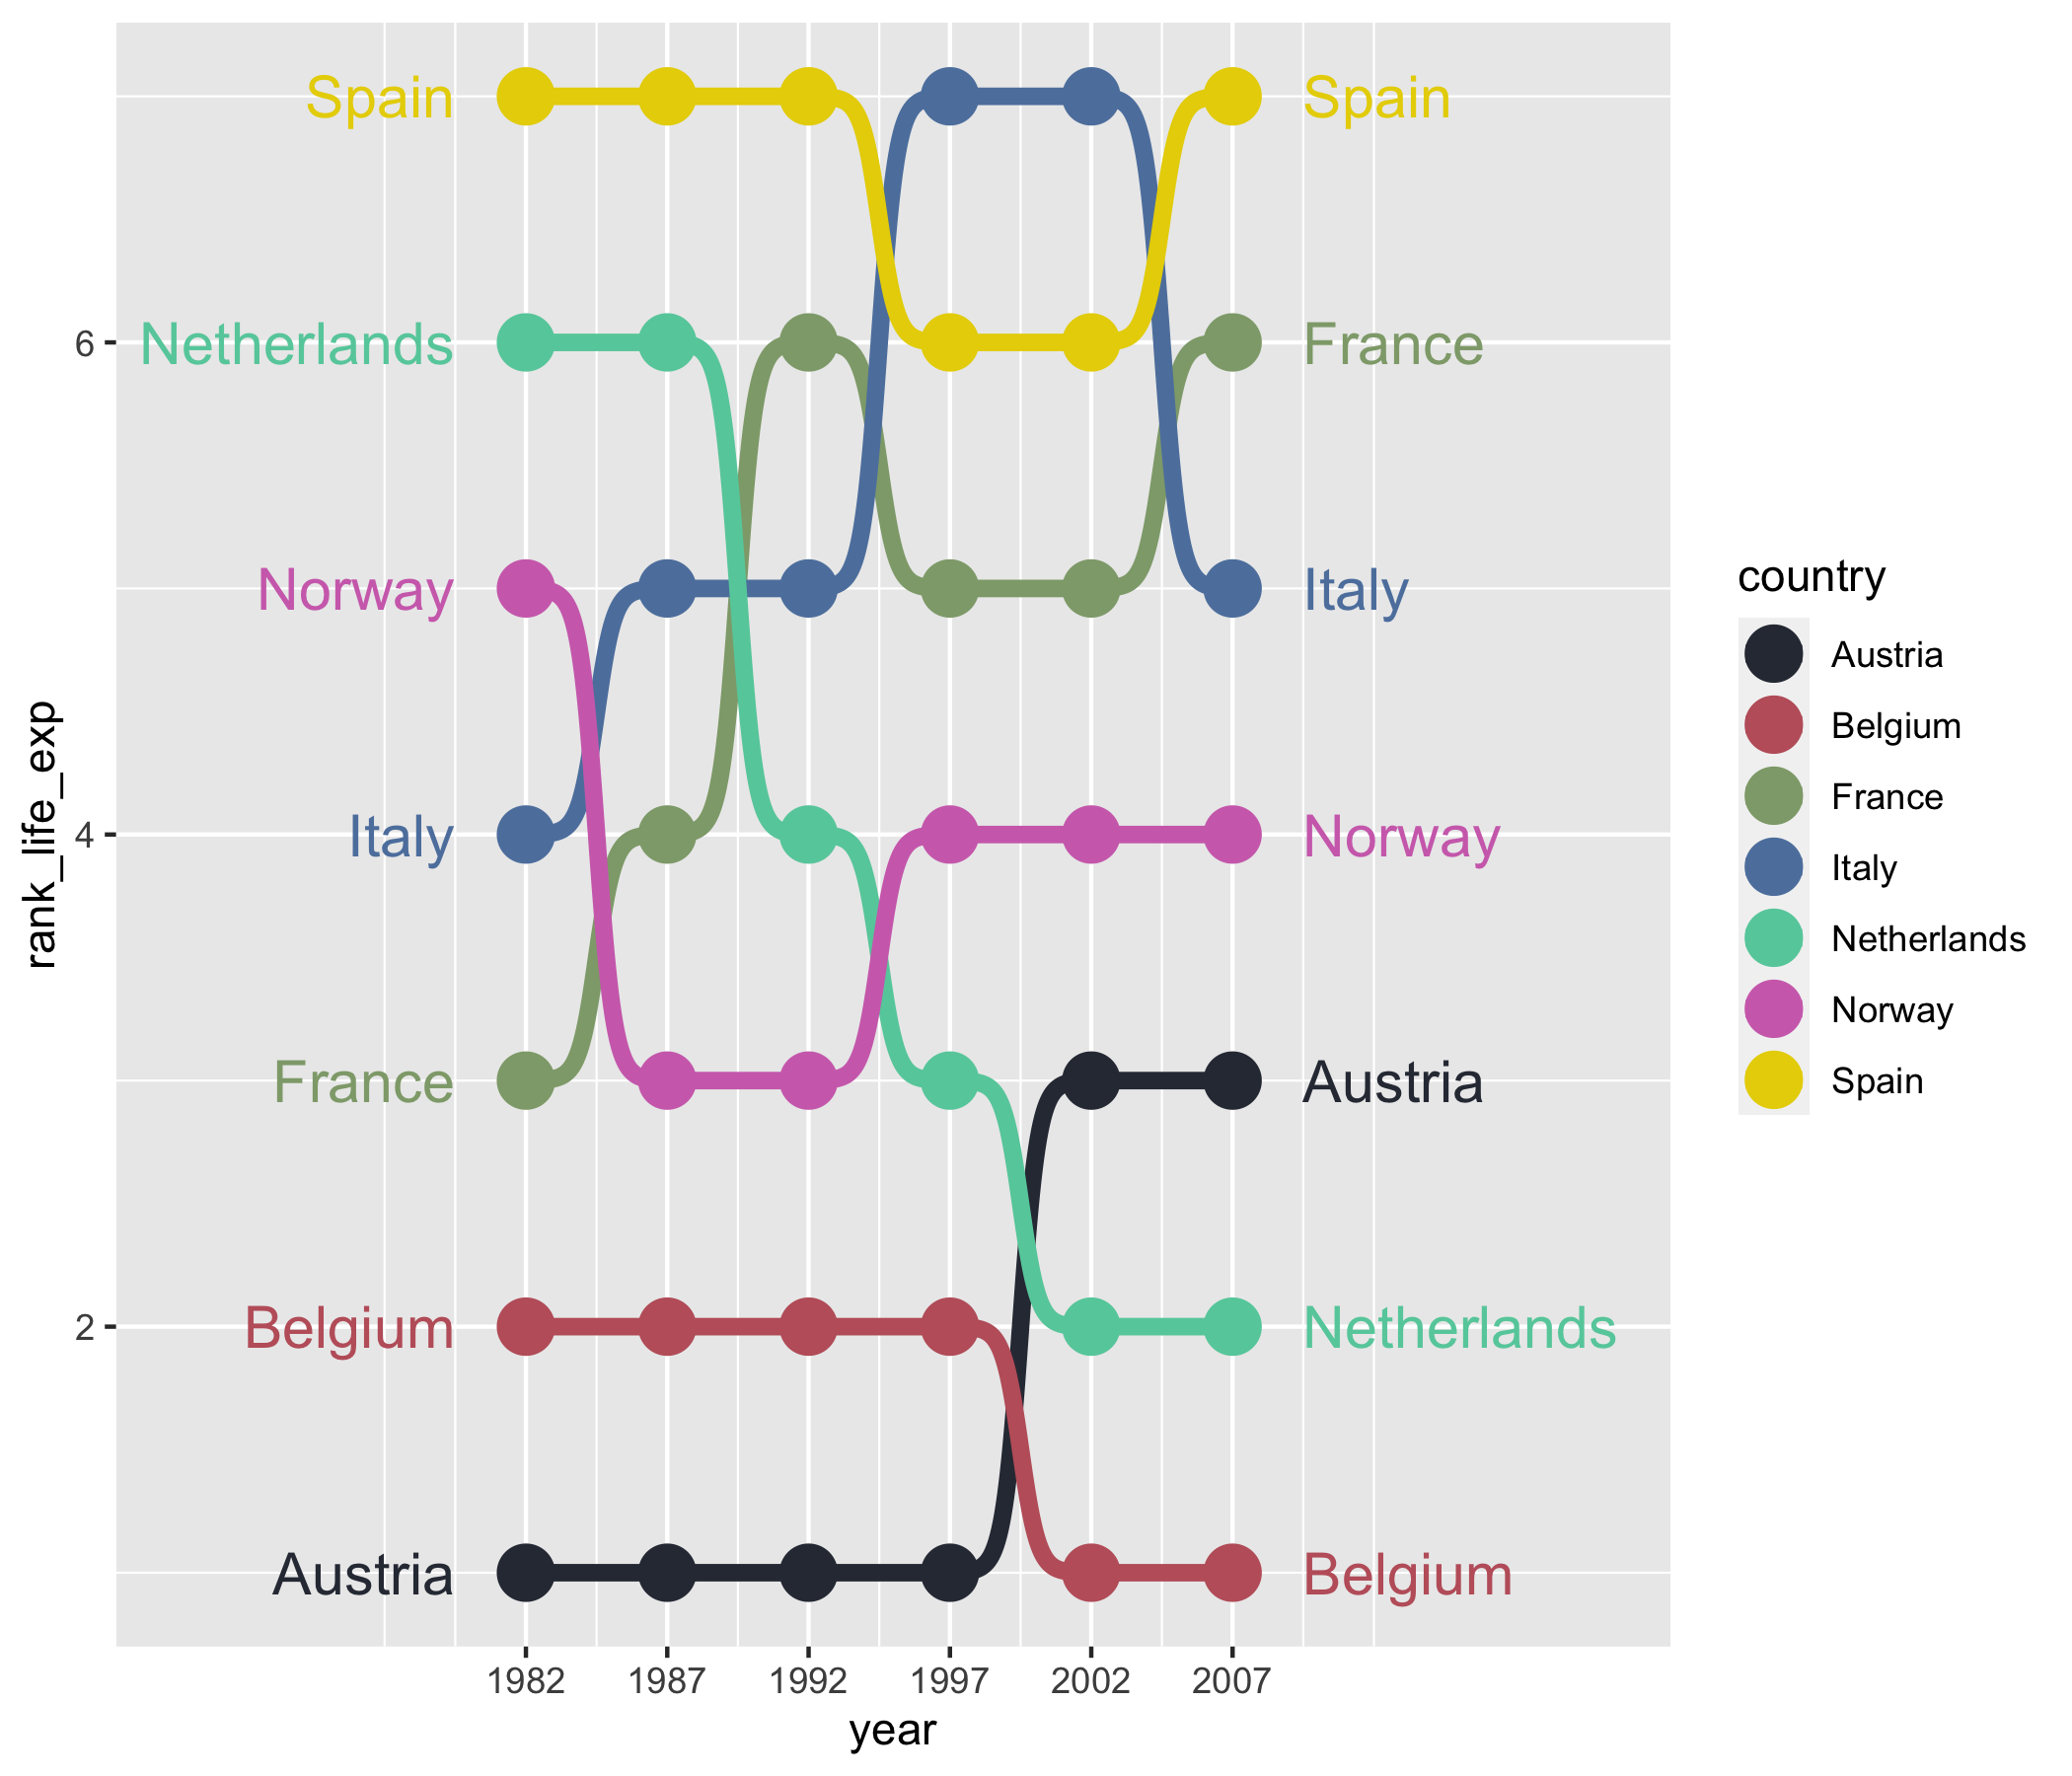 Spain
Spain
Netherlands
6
France
Norway
Italy
country
Austria
Belgium
France
Italy
Netherlands
Norway
Spain
rank_life_exp
4
Italy
Norway
France
Austria
2
Belgium
Netherlands
Austria
Belgium
1982 1987 1992 1997 2002 2007
year